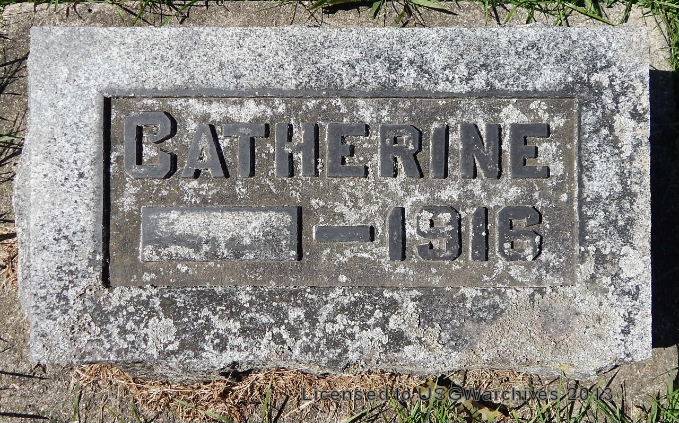 CATHERINE
- 1916
Licensed to USGWarchives 2013